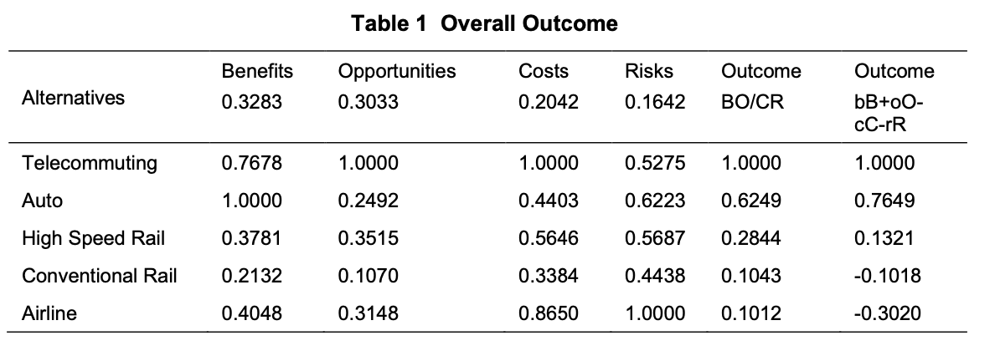 Table 1 Overall Outcome
Alternatives Benefits Opportunities Costs Risks Outcome Outcome
0.3283 0.3033 0.2042 0.1642 BO/CR bB+oO-
cC-rR
Telecommuting 0.7678 1.0000 1.0000 0.5275 1.0000 1.0000
Auto 1.0000 0.2492 0.4403 0.6223 0.6249 0.7649
High Speed Rail 0.3781 0.3515 0.5646 0.5687 0.2844 0.1321
Conventional Rail 0.2132 0.1070 0.3384 0.4438 0.1043 -0.1018
Airline 0.4048 0.3148 0.8650 1.0000 0.1012 -0.3020